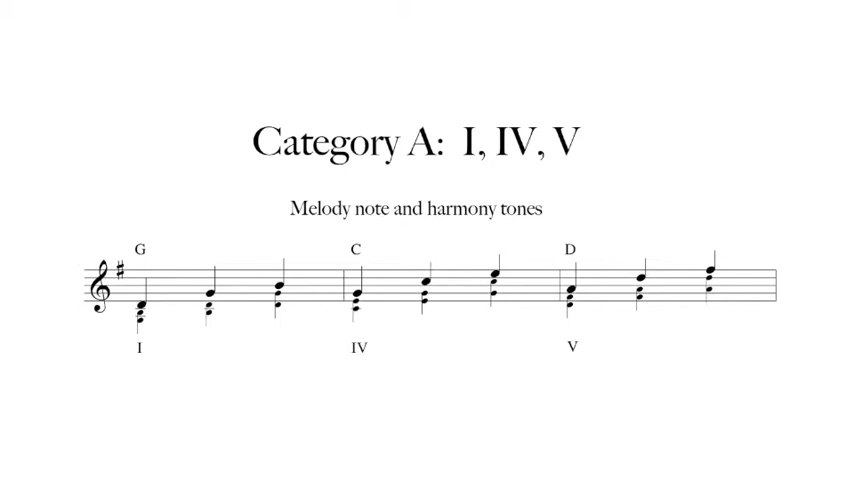 Category A: I, IV, V
Melody note and harmony tones
G C D
I IV V